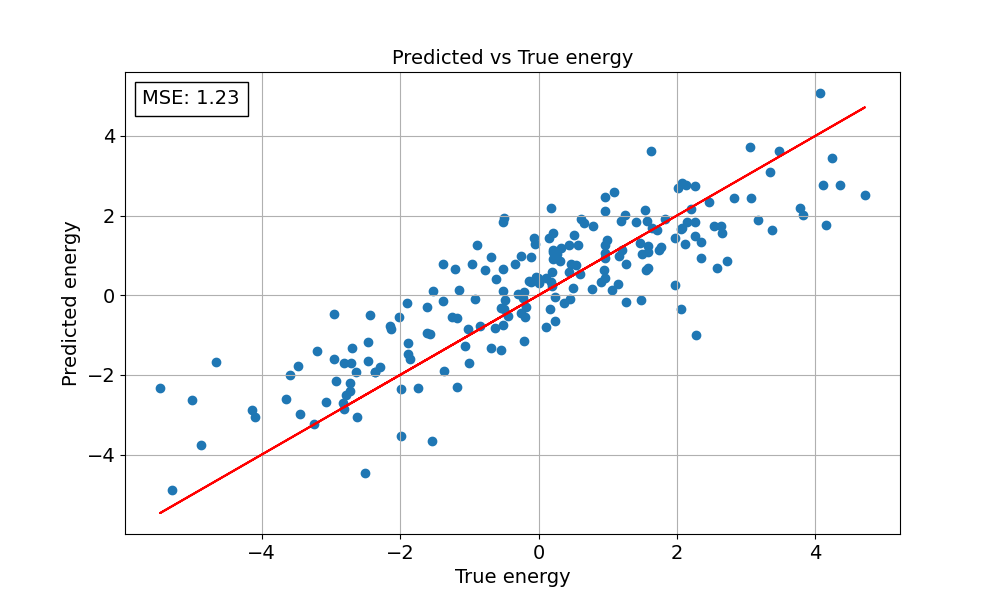 Predicted vs True energy
MSE: 1.23
Predicted energy
4
2
0
−2
−4
−4 −2 0 2 4
True energy